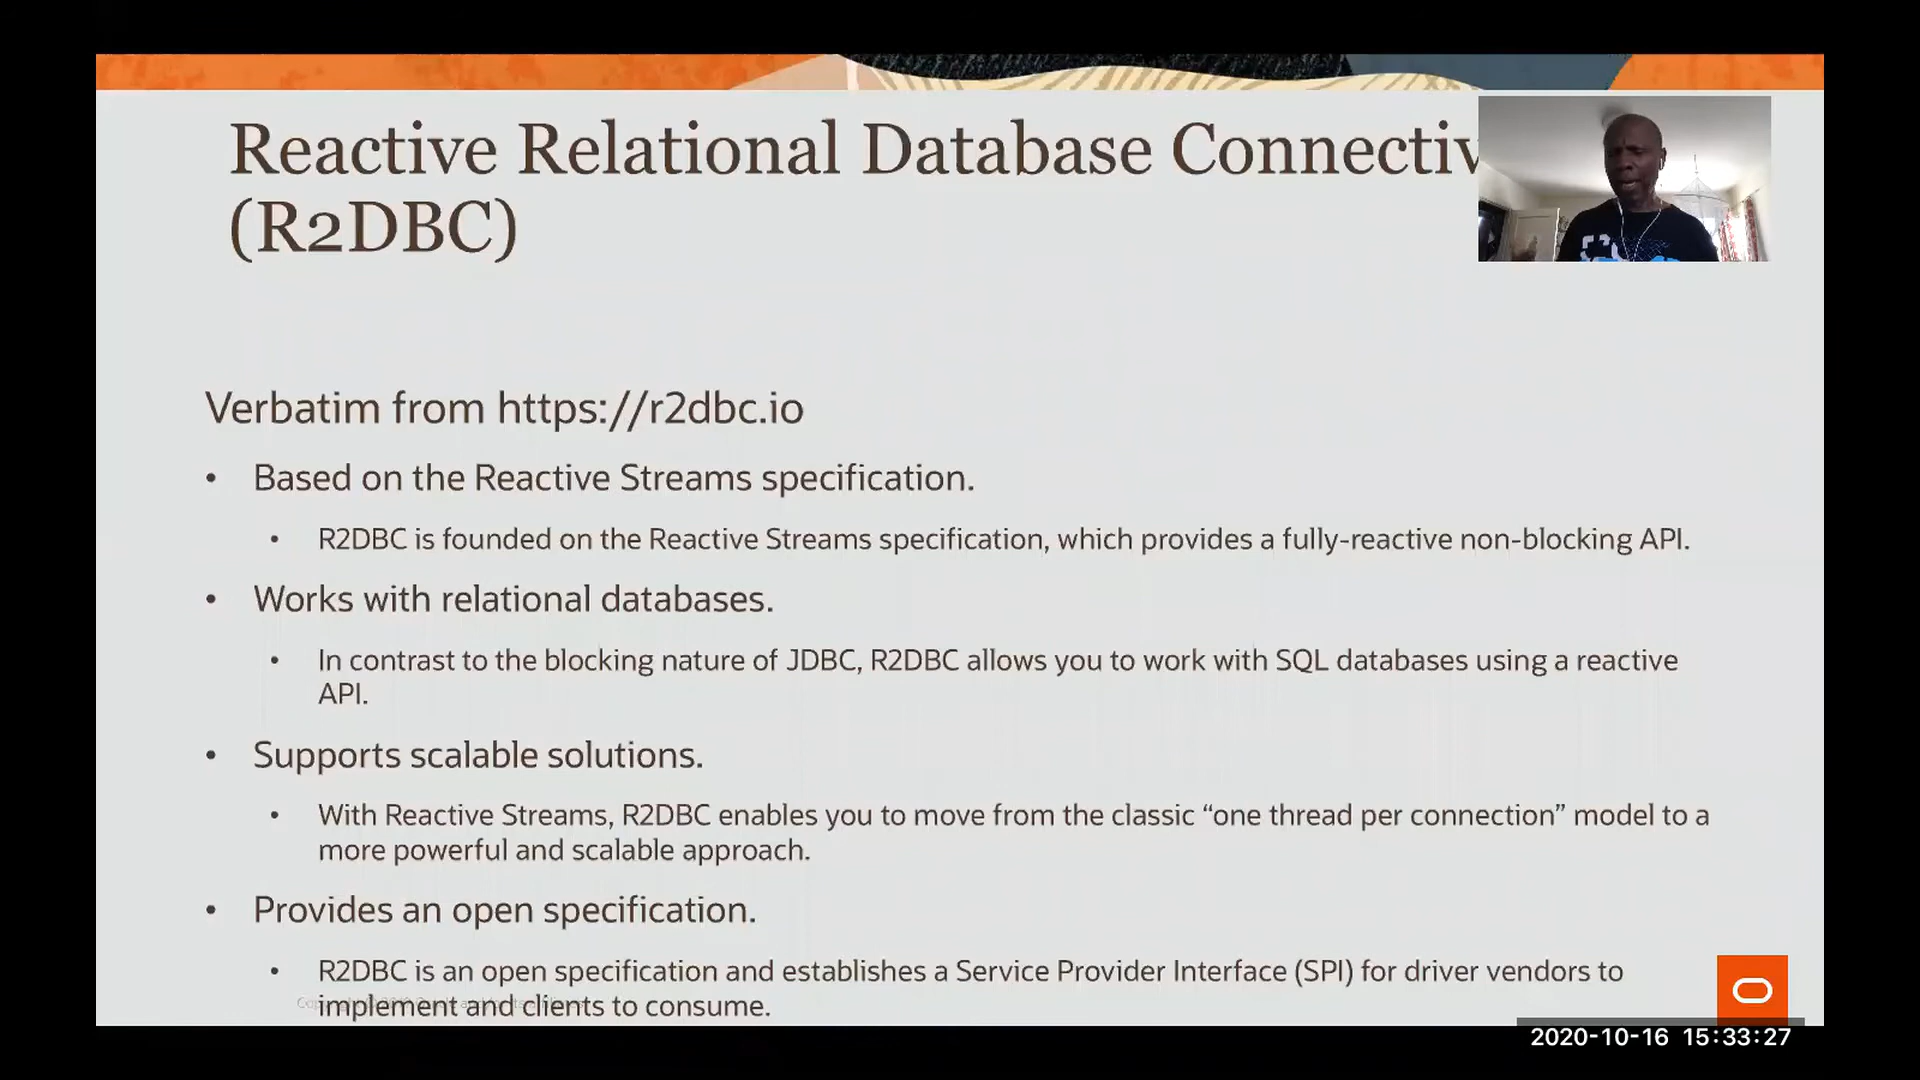 Reactive Relational Database Connectiv
(R2DBC)
Verbatim from https://r2dbc.io
• Based on the Reactive Streams specification.
• R2DBC is founded on the Reactive Streams specification, which provides a fully-reactive non-blocking API.
• Works with relational databases.
• In contrast to the blocking nature of JDBC, R2DBC allows you to work with SQL databases using a reactive
API.
• Supports scalable solutions.
• With Reactive Streams, R2DBC enables you to move from the classic “one thread per connection” model to a
more powerful and scalable approach.
• Provides an open specification.
• R2DBC is an open specification and establishes a Service Provider Interface (SPI) for driver vendors to
implement and clients to consume.
2020-10-16 15:33:27